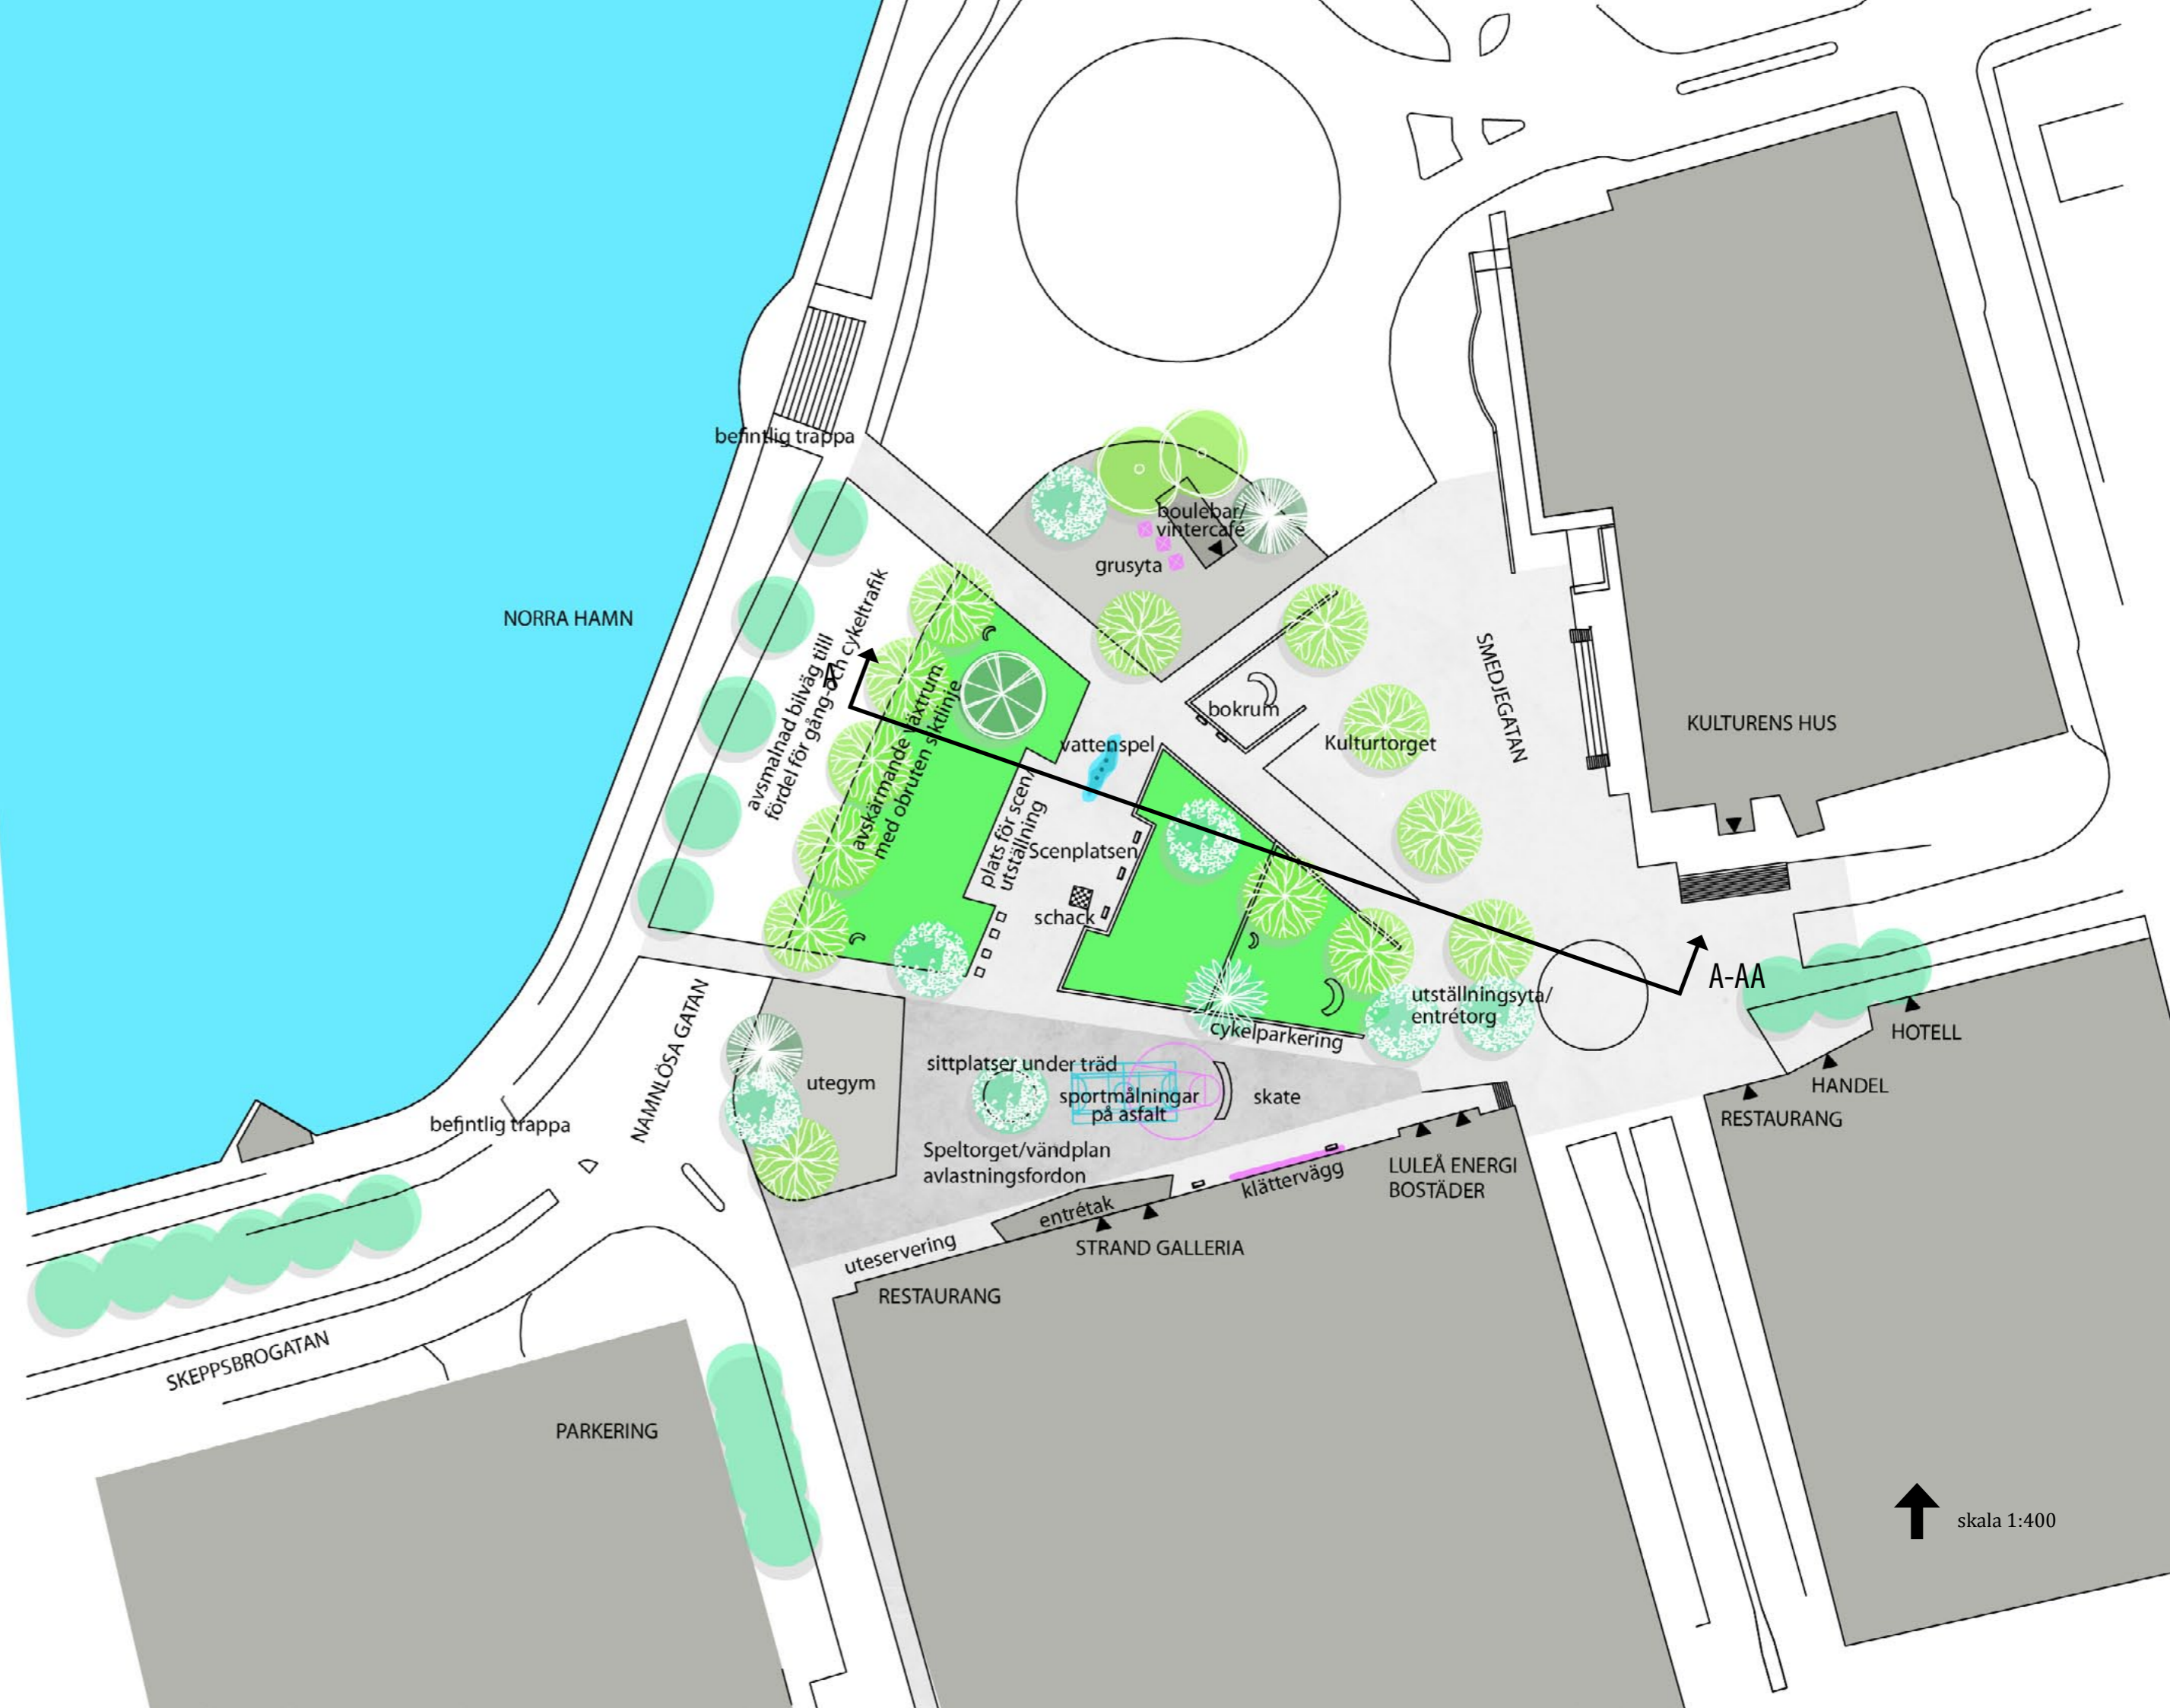 befintlig trappa
boulebar/
vintercafé
grusyta
NORRA HAMN
avsmalnad bilväg tilll
fördel för gång-och cykeltrafik
A
avskärmande växtrum
med obruten siktlinje
bokrum
Kulturtorget
SMEDJEGATAN
KULTURENS HUS
vattenspel
plats för scen/
utställning
Scenplatsen
schack
A-AA
utställningsyta/
entrétorg
cykelparkering
HOTELL
HANDEL
RESTAURANG
NAMNLÖSA GATAN
utegym
sittplatser under träd
sportmålningar
på asfalt
skate
befintlig trappa
Speltorget/vändplan
avlastningsfordon
klättervägg
LULEÅ ENERGI
BOSTÄDER
entrétak
STRAND GALLERIA
uteservering
RESTAURANG
SKEPPSBROGATAN
PARKERING
skala 1:400